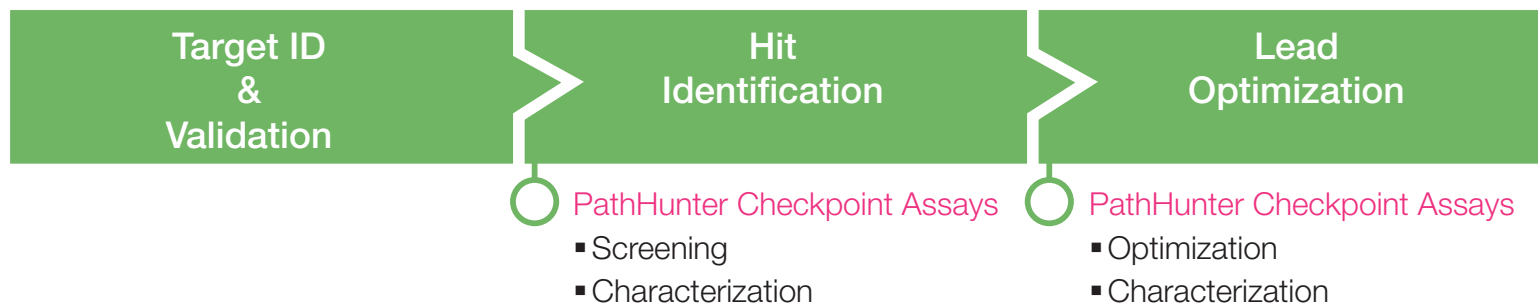 Target ID
&
Validation
Hit
Identification
Lead
Optimization
PathHunter Checkpoint Assays
▪ Screening
▪ Characterization
PathHunter Checkpoint Assays
▪ Optimization
▪ Characterization